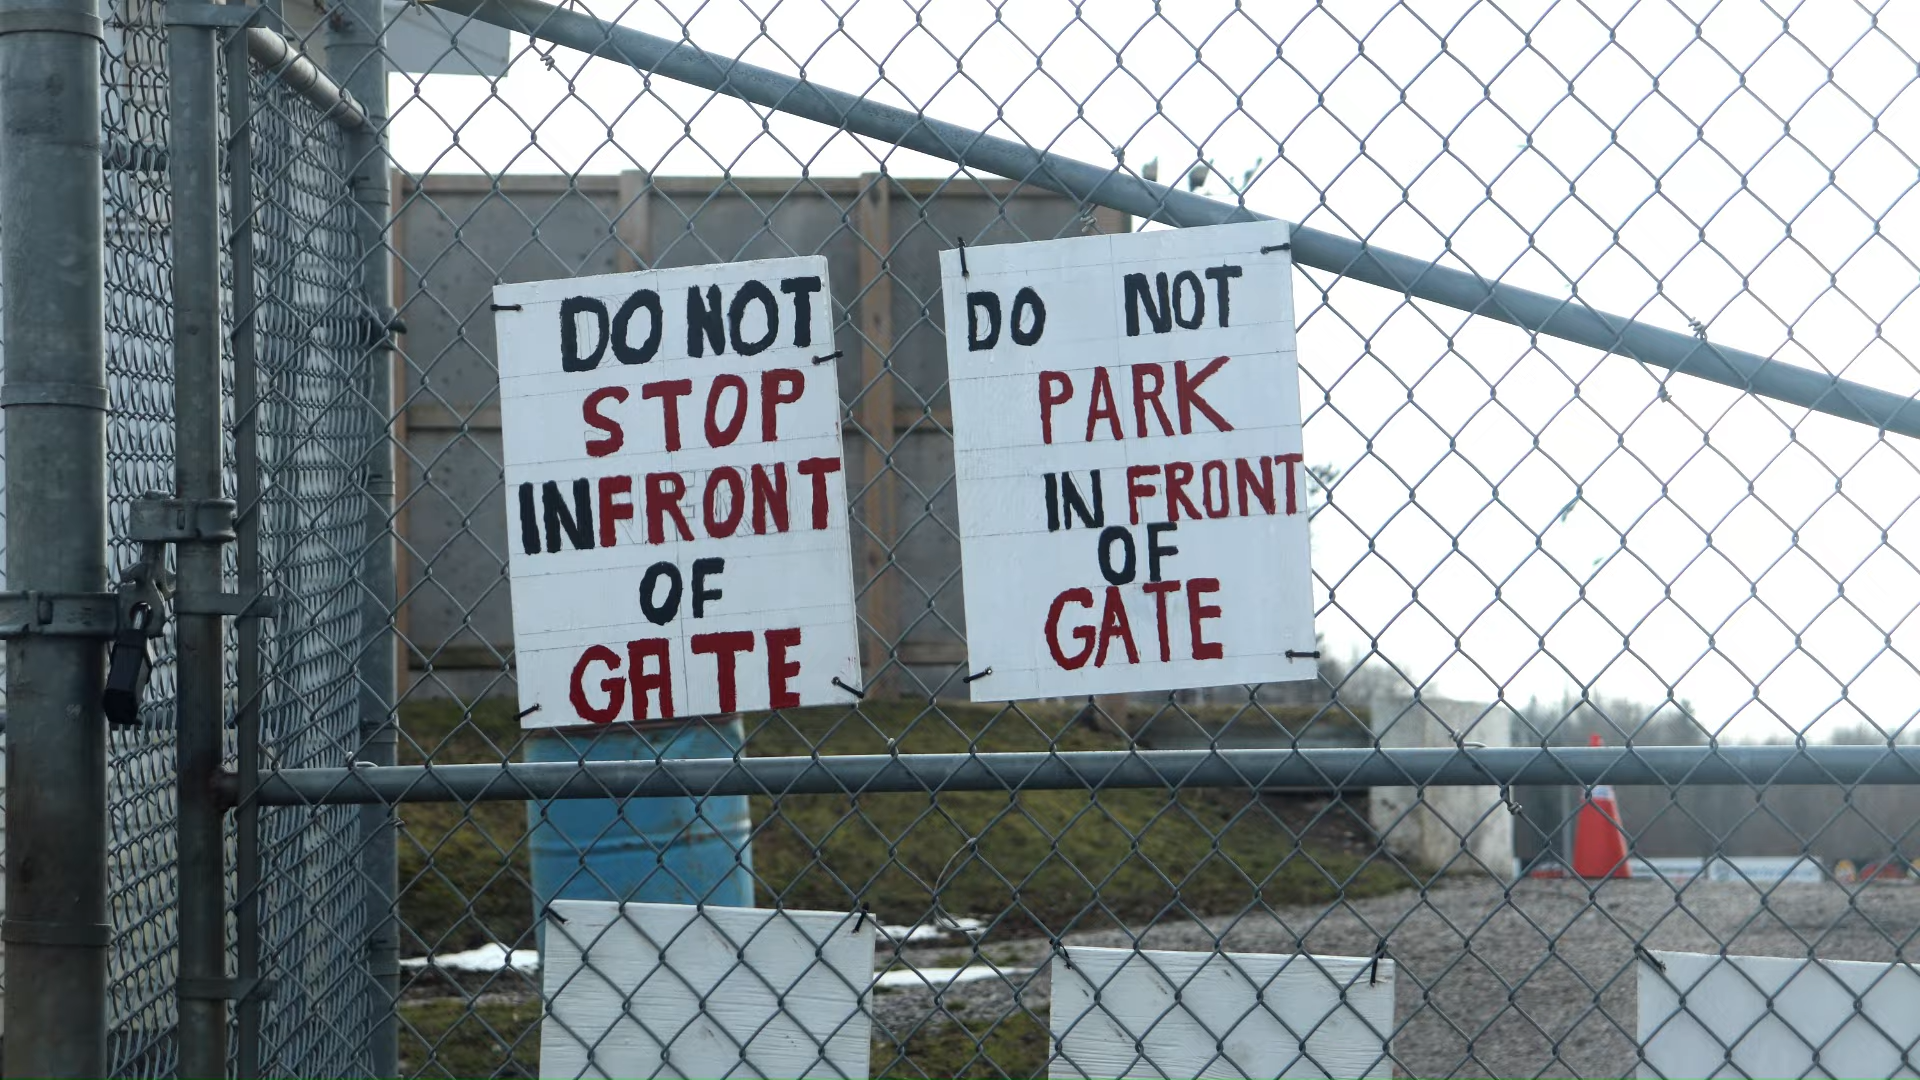 DO NOT
STOP
INFRONT
OF
GATE
DO NOT
PARK
IN FRONT
OF
GATE